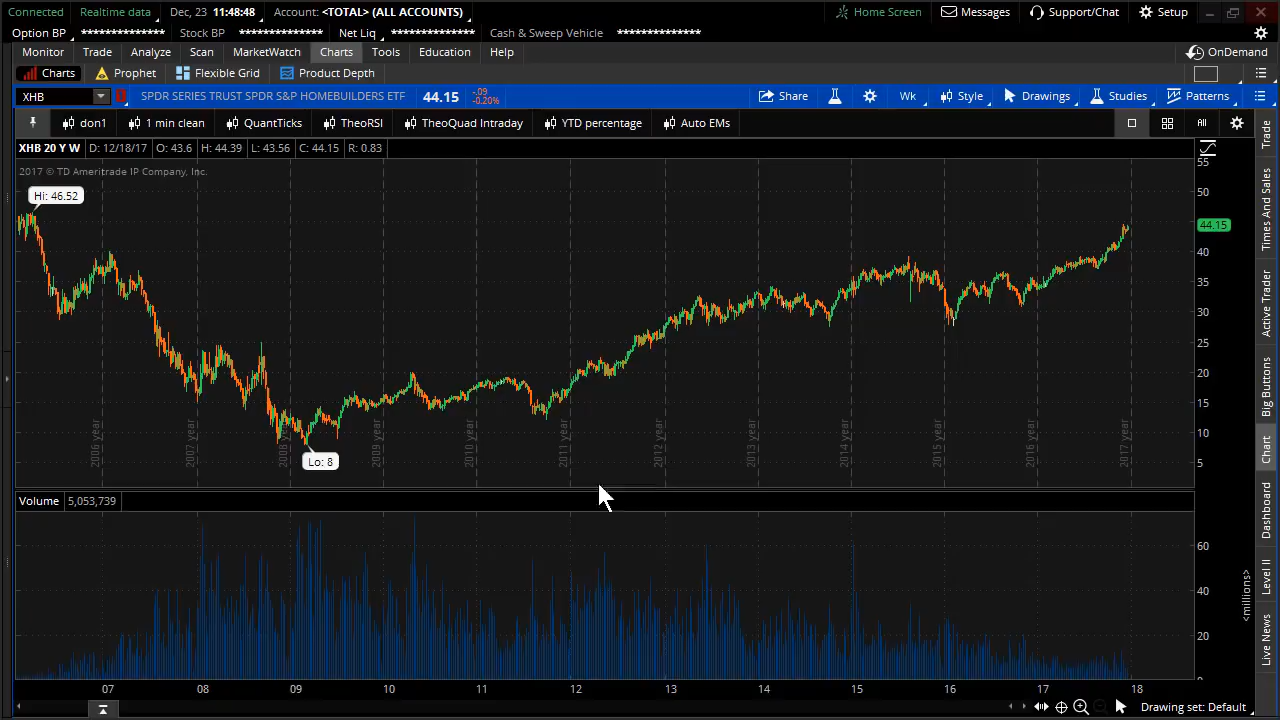 Connected Realtime data Dec, 23 11:48:48 Account: <TOTAL> (ALL ACCOUNTS) Home Screen Messages Support/Chat Setup
Option BP ************** Stock BP ************** Net Liq ************** Cash & Sweep Vehicle **************
Monitor Trade Analyze Scan MarketWatch Charts Tools Education Help OnDemand
Charts Prophet Flexible Grid Product Depth
XHB SPDR SERIES TRUST SPDR S&P HOMEBUILDERS ETF 44.15 -.09 -0.20% Share Wk Style Drawings Studies Patterns
don1 1 min clean QuantTicks TheoRSI TheoQuad Intraday YTD percentage Auto EMs All
XHB 20 Y W D: 12/18/17 O: 43.6 H: 44.39 L: 43.56 C: 44.15 R: 0.83
2017 © TD Ameritrade IP Company, Inc.
Hi: 46.52
55
50
44.15
40
35
30
25
20
15
10
5
2006 year 2007 year 2008 year 2009 year 2010 year 2011 year 2012 year 2013 year 2014 year 2015 year 2016 year 2017 year
Lo: 8
Volume 5,053,739
60
40
20
<millions>
07 08 09 10 11 12 13 14 15 16 17 18
Drawing set: Default
Trade
Times And Sales
Active Trader
Big Buttons
Chart
Dashboard
Level II
Live News